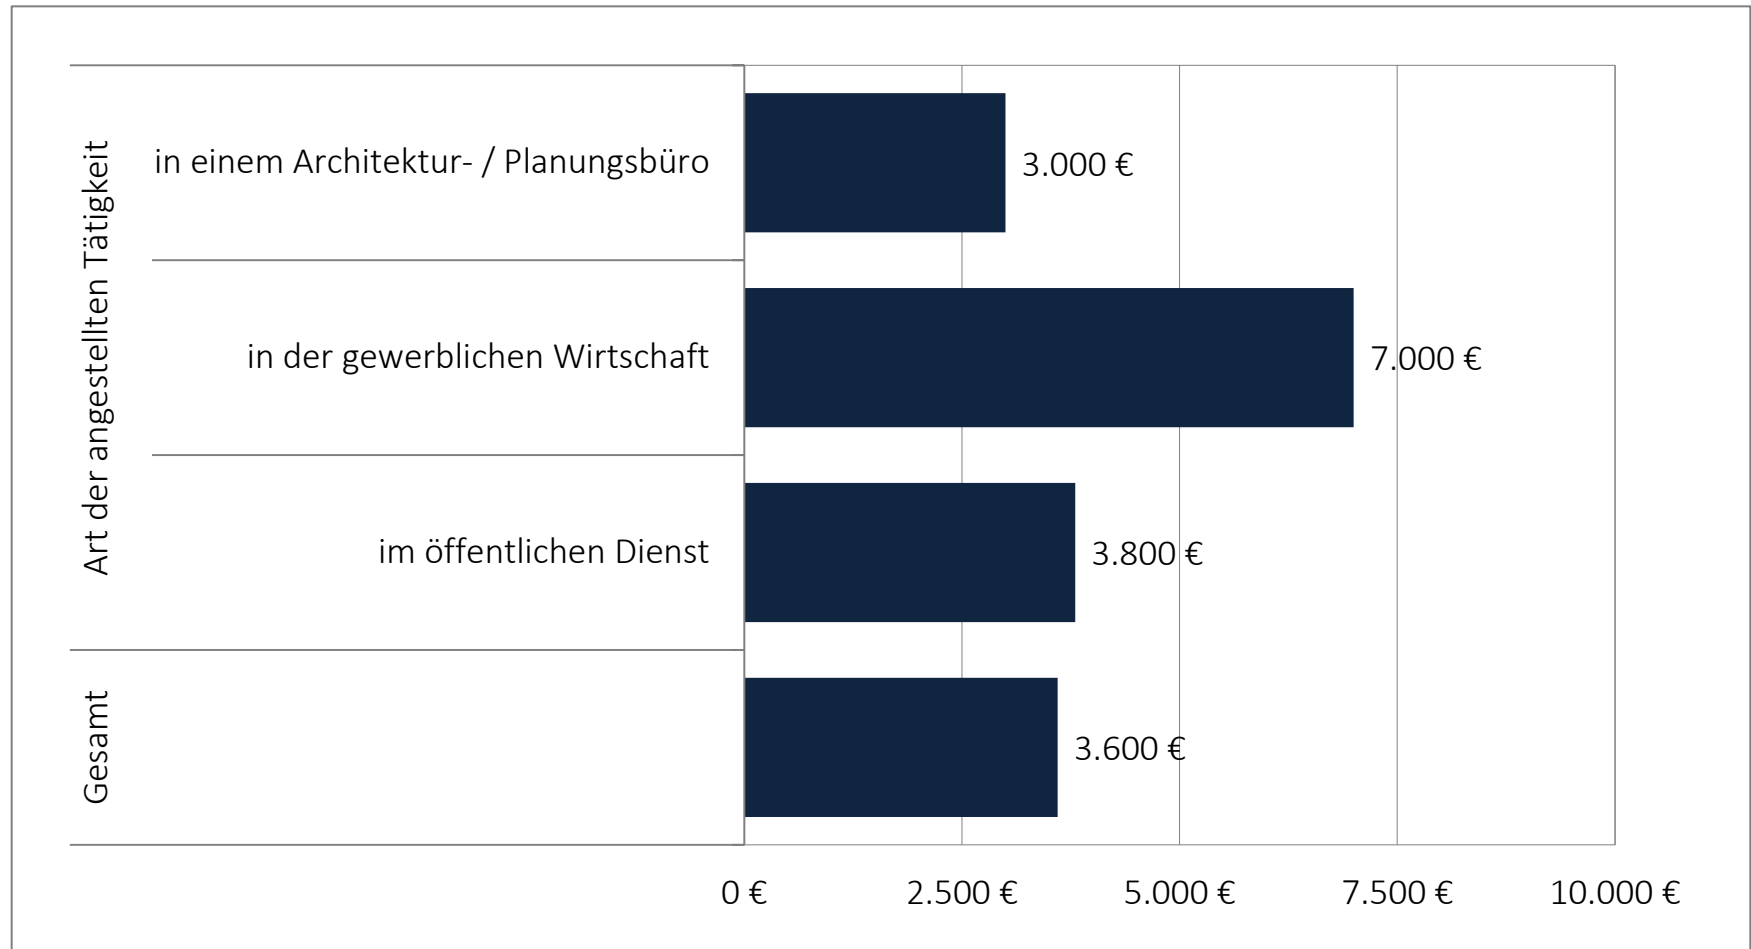 Art der angestellten Tätigkeit
in einem Architektur- / Planungsbüro
3.000 €
in der gewerblichen Wirtschaft
7.000 €
im öffentlichen Dienst
3.800 €
Gesamt
3.600 €
0 €
2.500 €
5.000 €
7.500 €
10.000 €